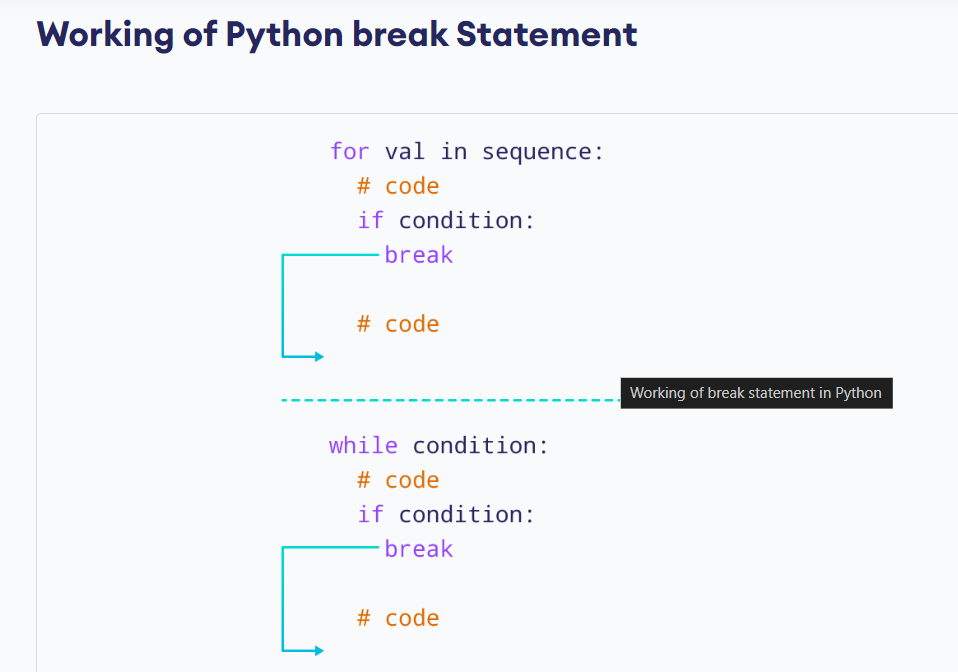 Working of Python break Statement
for val in sequence:
# code
if condition:
break
# code
Working of break statement in Python
while condition:
# code
if condition:
break
# code